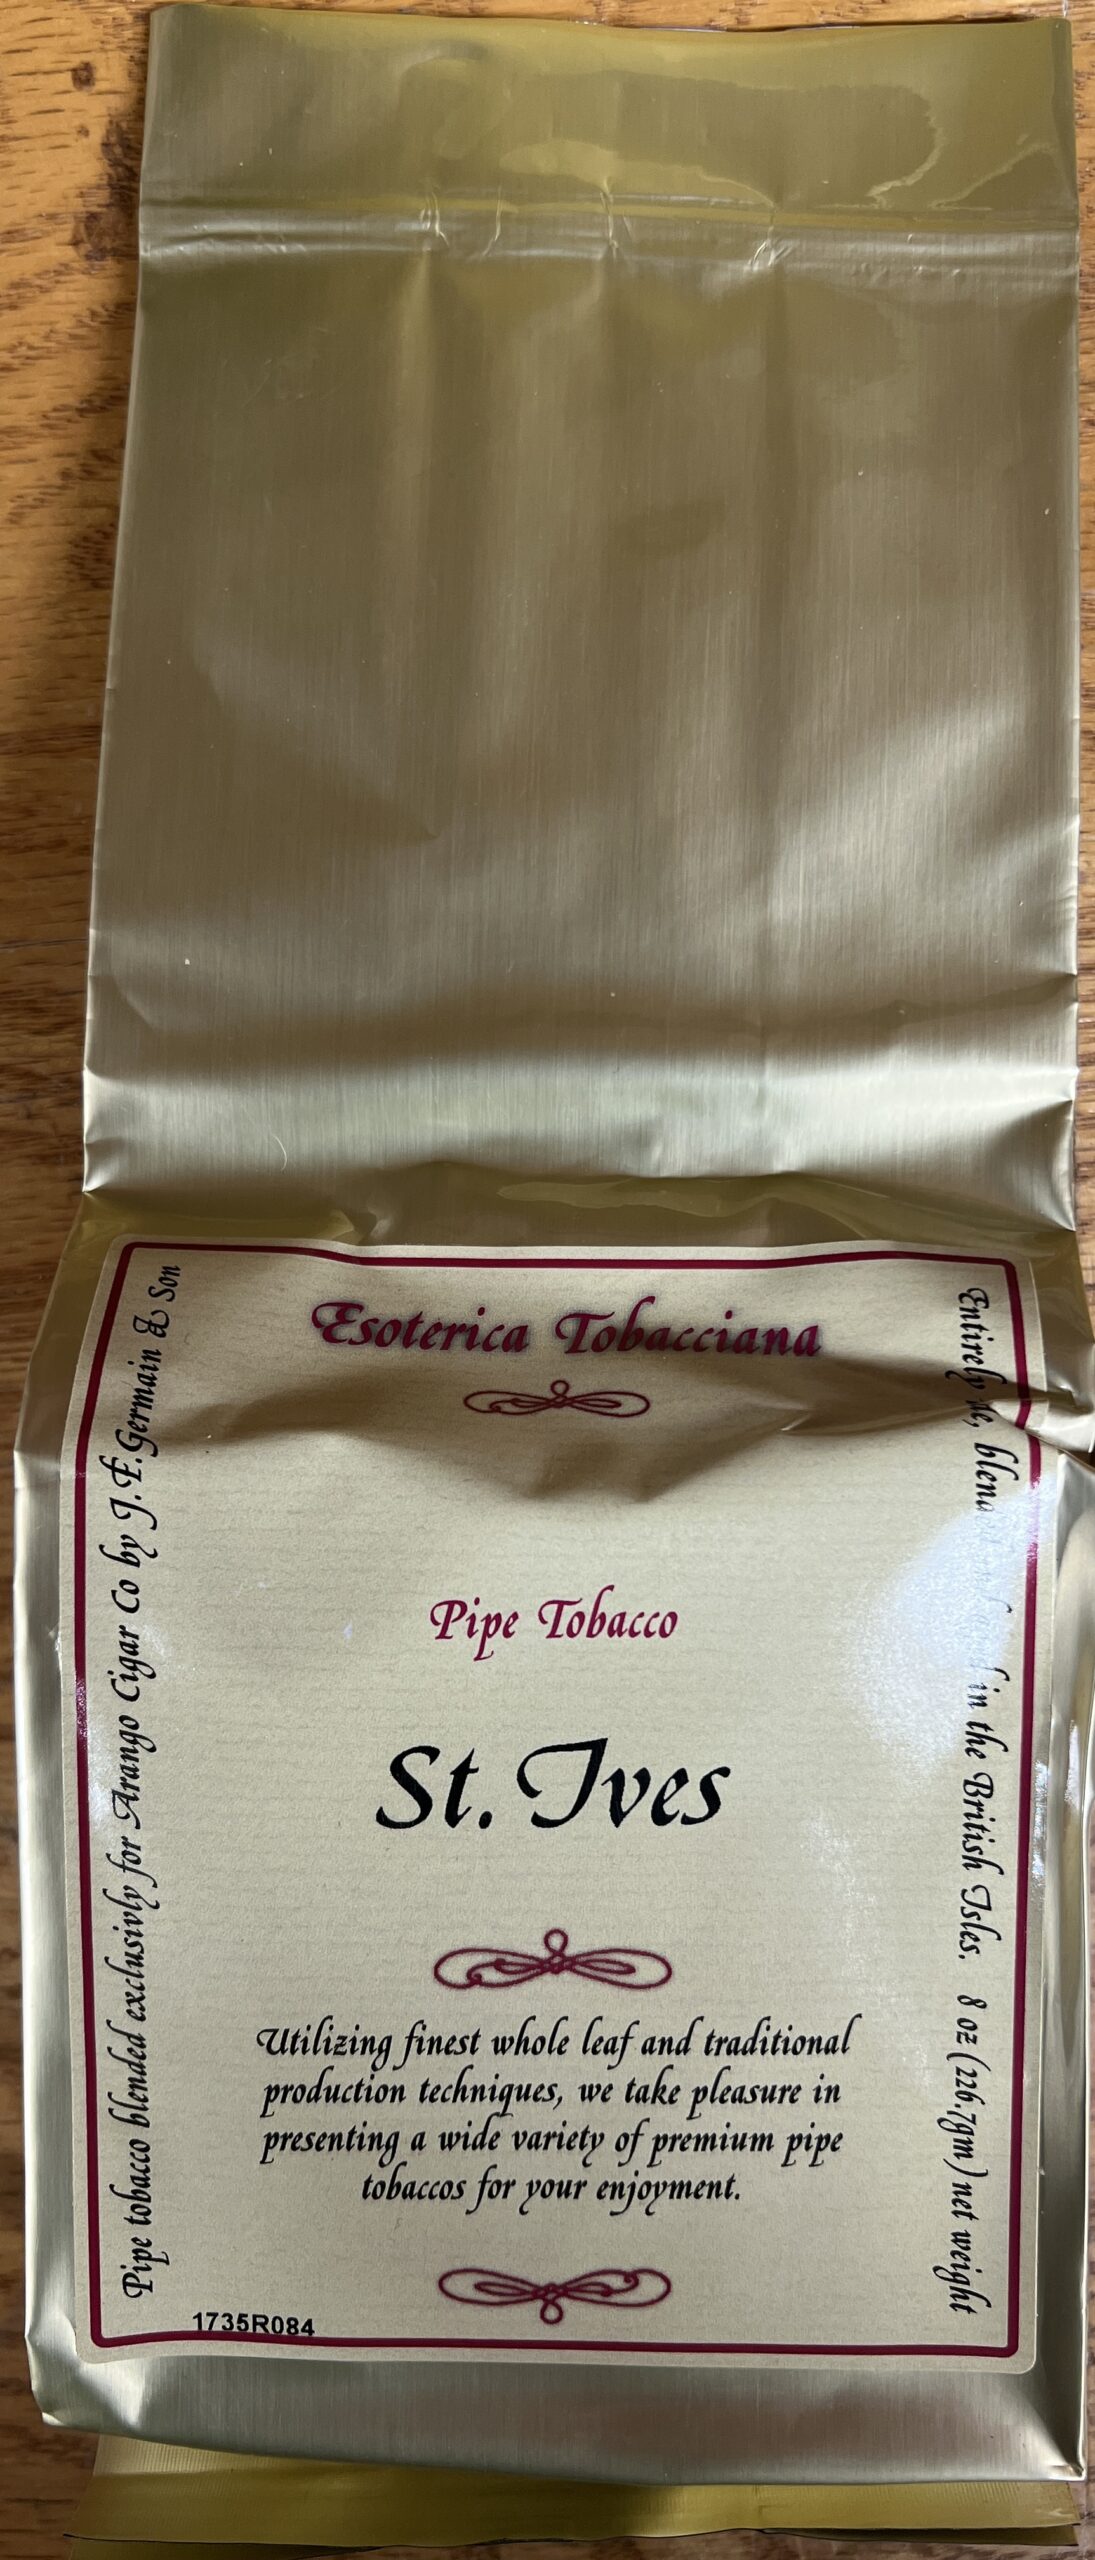 Esoterica Tobacciana
Pipe Tobacco
St. Ives
Utilizing finest whole leaf and traditional
production techniques, we take pleasure in
presenting a wide variety of premium pipe
tobaccos for your enjoyment.
Pipe tobacco blended exclusivly for Arango Cigar Co by J.F. Germain & Son
Entirely in the British Isles. 8 oz (226.7gm) net weight
1735R084